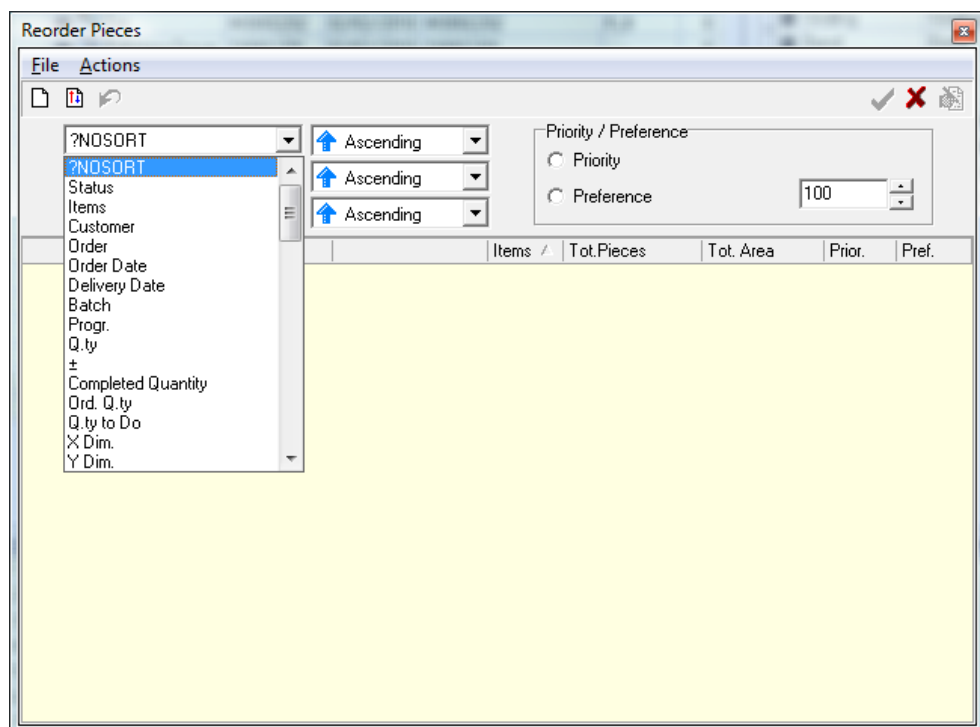 Reorder Pieces
File Actions
?NOSORT
Ascending
Priority / Preference
Priority
?NOSORT
Status
Items
Customer
Order
Order Date
Delivery Date
Batch
Progr.
Q.ty
±
Completed Quantity
Ord. Q.ty
Q.ty to Do
X Dim.
Y Dim.
Ascending
Preference
100
Ascending
Items
Tot.Pieces
Tot. Area
Prior.
Pref.